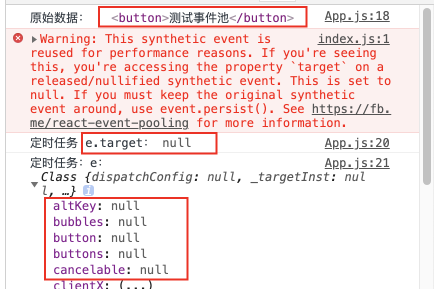 原始数据： <button>测试事件池</button> App.js:18
▶Warning: This synthetic event is index.js:1
reused for performance reasons. If you're seeing
this, you're accessing the property `target` on a
released/nullified synthetic event. This is set to
null. If you must keep the original synthetic
event around, use event.persist(). See https://fb.
me/react-event-pooling for more information.
定时任务 e.target： null App.js:20
定时任务：e： App.js:21
Class {dispatchConfig: null, _targetInst: nul
l, …}
altKey: null
bubbles: null
button: null
buttons: null
cancelable: null
clientX: (...)